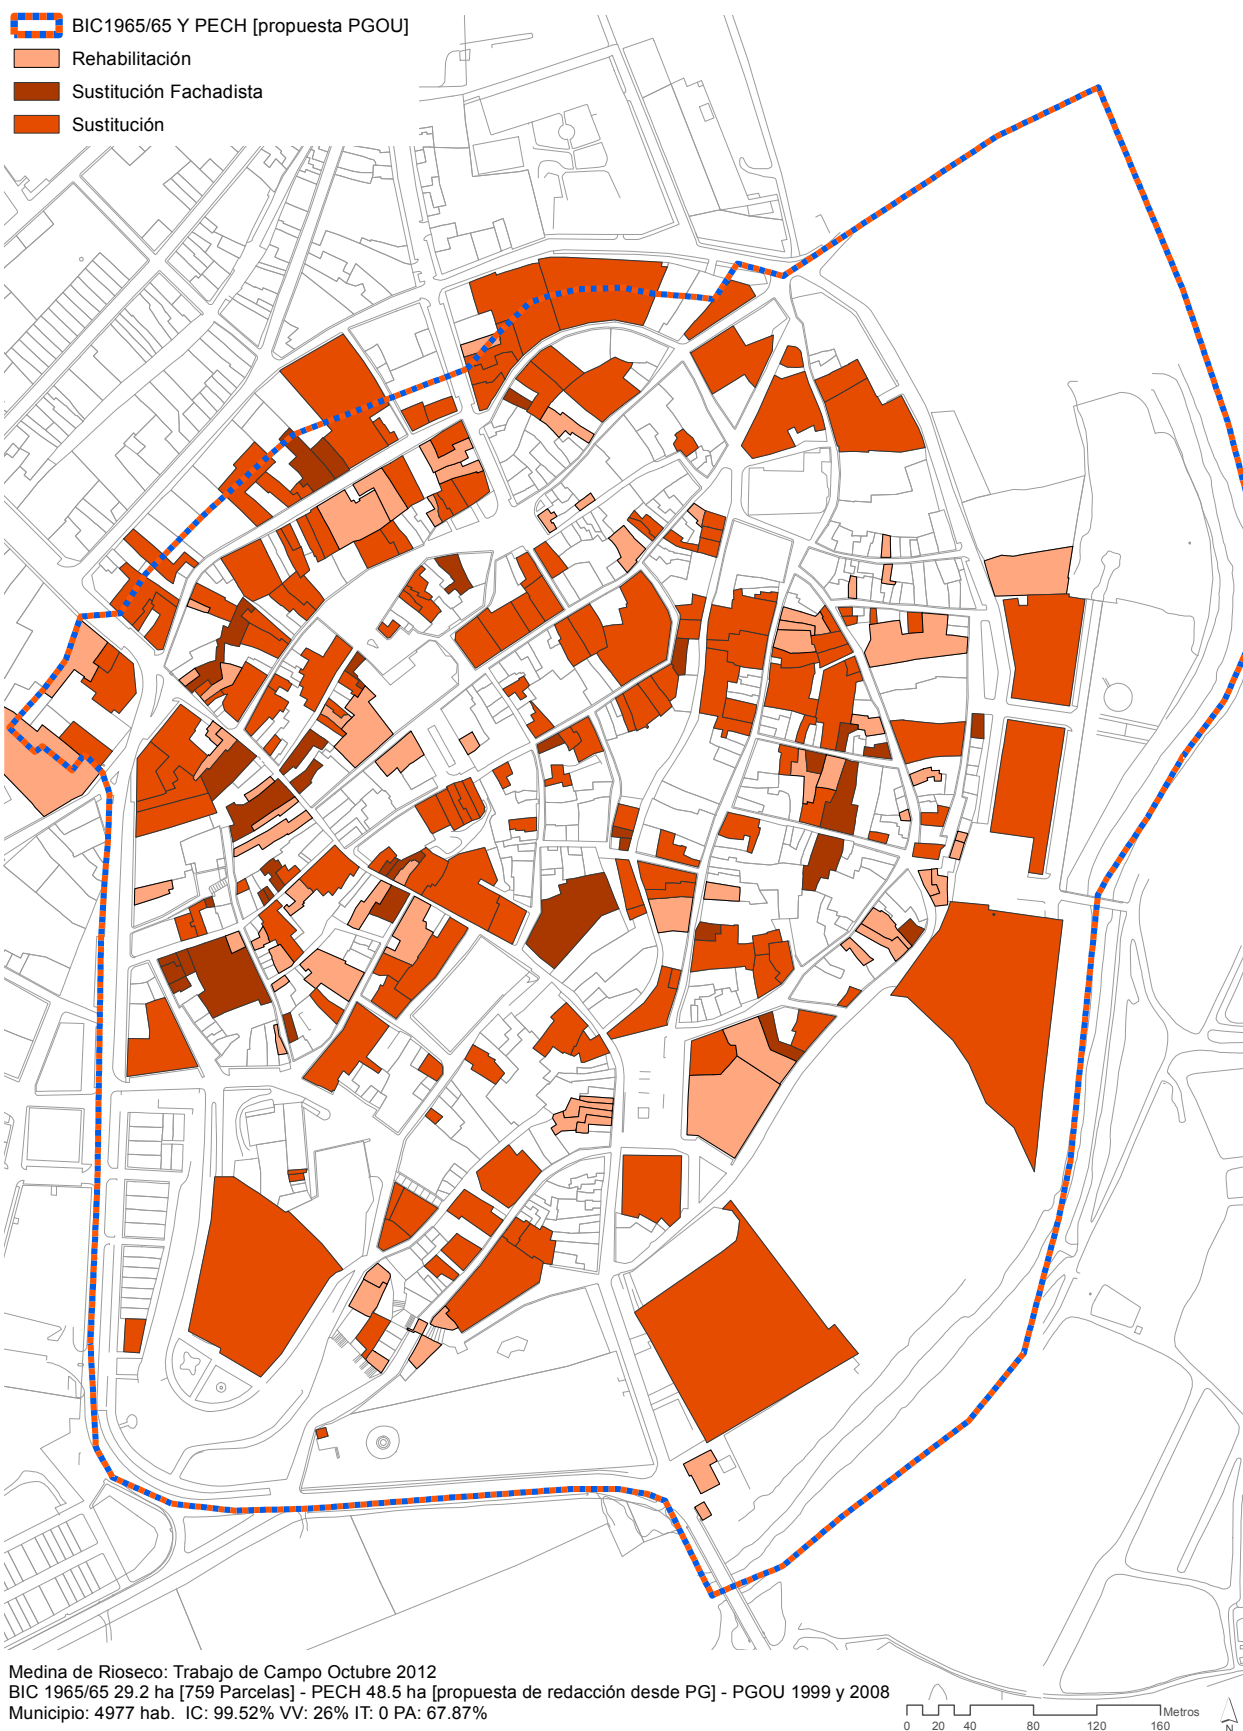 BIC1965/65 Y PECH [propuesta PGOU]
Rehabilitación
Sustitución Fachadista
Sustitución
Medina de Rioseco: Trabajo de Campo Octubre 2012
BIC 1965/65 29.2 ha [759 Parcelas] - PECH 48.5 ha [propuesta de redacción desde PG] - PGOU 1999 y 2008
Municipio: 4977 hab. IC: 99.52% VV: 26% IT: 0 PA: 67.87%
Metros
0 20 40 80 120 160
N